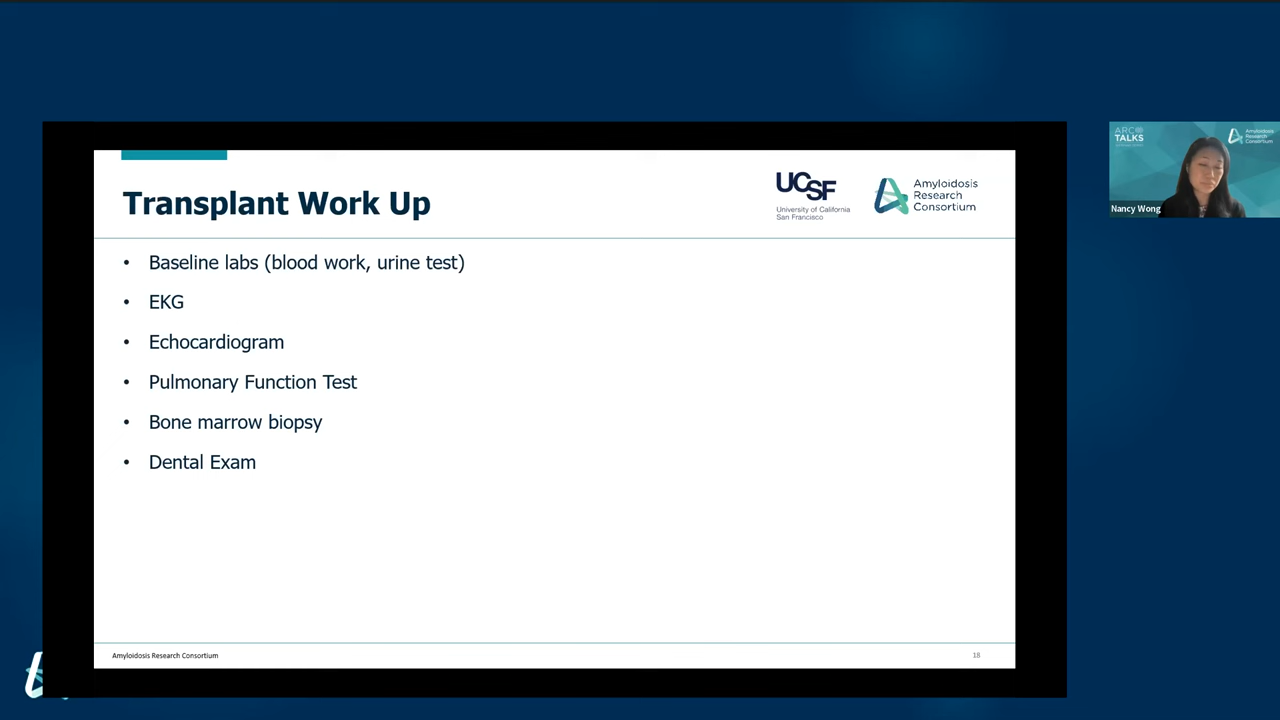 Transplant Work Up
UCSF
University of California
San Francisco
Amyloidosis
Research
Consortium
• Baseline labs (blood work, urine test)
• EKG
• Echocardiogram
• Pulmonary Function Test
• Bone marrow biopsy
• Dental Exam
Amyloidosis Research Consortium
18
ARC
TALKS
Amyloidosis
Research
Consortium
Nancy Wong